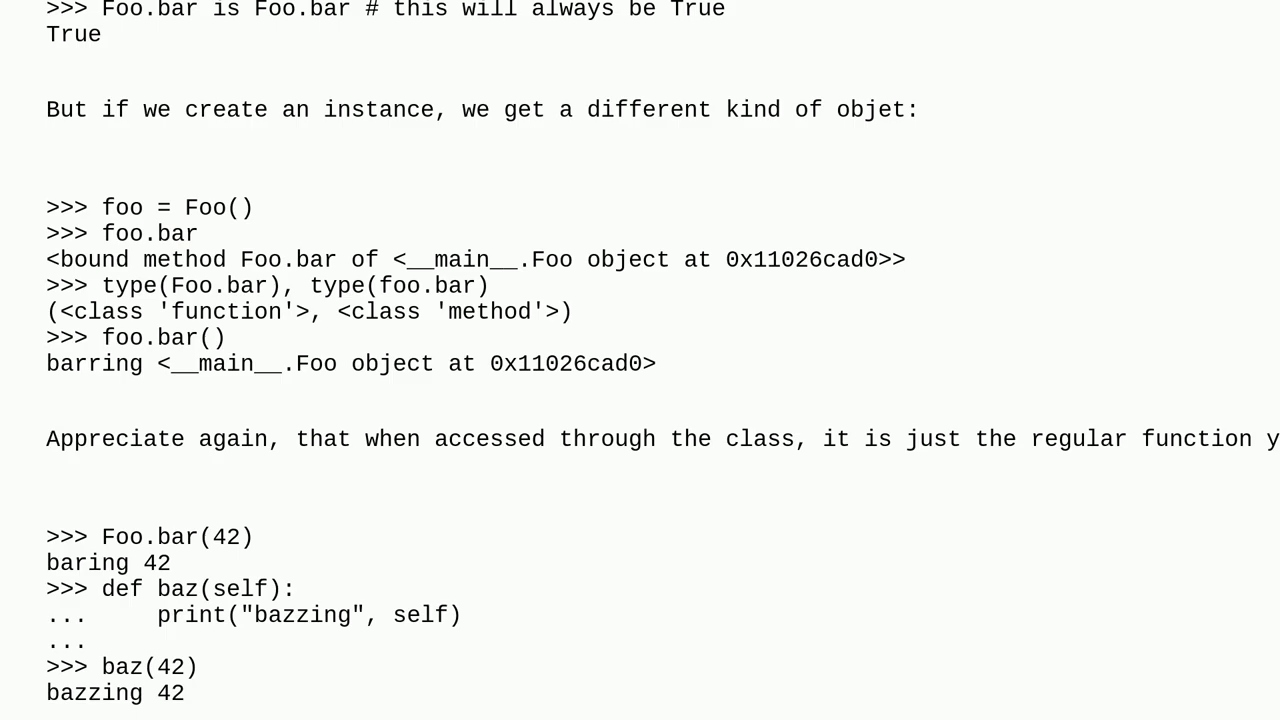 >>> Foo.bar is Foo.bar # this will always be True
True
But if we create an instance, we get a different kind of objet:
>>> foo = Foo()
>>> foo.bar
<bound method Foo.bar of <__main__.Foo object at 0x11026cad0>>
>>> type(Foo.bar), type(foo.bar)
(<class 'function'>, <class 'method'>)
>>> foo.bar()
barring <__main__.Foo object at 0x11026cad0>
Appreciate again, that when accessed through the class, it is just the regular function y
>>> Foo.bar(42)
baring 42
>>> def baz(self):
...     print("bazzing", self)
...
>>> baz(42)
bazzing 42